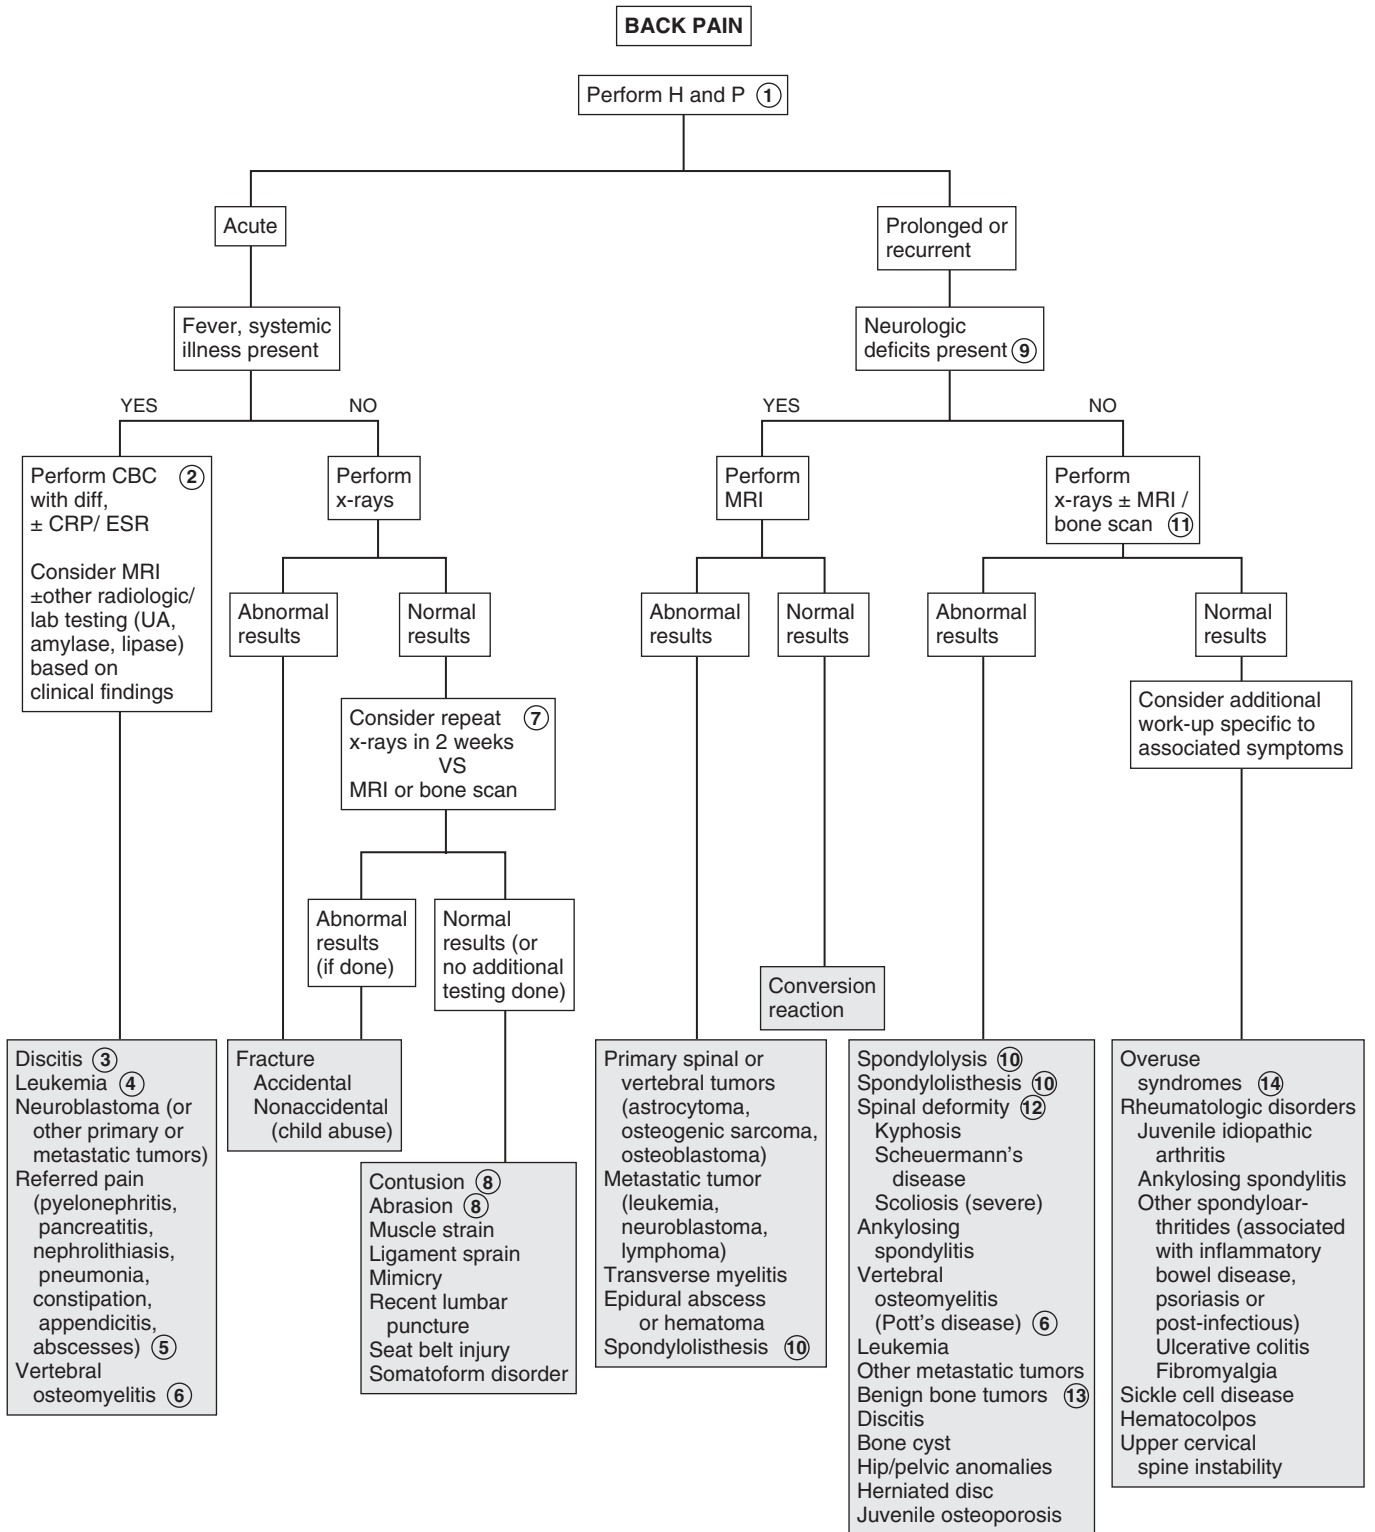 BACK PAIN
Perform H and P 1
Acute
Prolonged or
recurrent
Fever, systemic
illness present
Neurologic
deficits present 9
YES
NO
YES
NO
Perform CBC 2
with diff,
± CRP/ ESR
Consider MRI
±other radiologic/
lab testing (UA,
amylase, lipase)
based on
clinical findings
Perform
x-rays
Perform
MRI
Perform
x-rays ± MRI /
bone scan 11
Abnormal
results
Normal
results
Abnormal
results
Normal
results
Abnormal
results
Normal
results
Consider repeat 7
x-rays in 2 weeks
VS
MRI or bone scan
Consider additional
work-up specific to
associated symptoms
Abnormal
results
(if done)
Normal
results (or
no additional
testing done)
Conversion
reaction
Discitis 3
Leukemia 4
Neuroblastoma (or
other primary or
metastatic tumors)
Referred pain
(pyelonephritis,
pancreatitis,
nephrolithiasis,
pneumonia,
constipation,
appendicitis,
abscesses) 5
Vertebral
osteomyelitis 6
Fracture
Accidental
Nonaccidental
(child abuse)
Contusion 8
Abrasion 8
Muscle strain
Ligament sprain
Mimicry
Recent lumbar
puncture
Seat belt injury
Somatoform disorder
Primary spinal or
vertebral tumors
(astrocytoma,
osteogenic sarcoma,
osteoblastoma)
Metastatic tumor
(leukemia,
neuroblastoma,
lymphoma)
Transverse myelitis
Epidural abscess
or hematoma
Spondylolisthesis 10
Spondylolysis 10
Spondylolisthesis 10
Spinal deformity 12
Kyphosis
Scheuermann's
disease
Scoliosis (severe)
Ankylosing
spondylitis
Vertebral
osteomyelitis
(Pott's disease) 6
Leukemia
Other metastatic tumors
Benign bone tumors 13
Discitis
Bone cyst
Hip/pelvic anomalies
Herniated disc
Juvenile osteoporosis
Overuse
syndromes 14
Rheumatologic disorders
Juvenile idiopathic
arthritis
Ankylosing spondylitis
Other spondyloar-
thritides (associated
with inflammatory
bowel disease,
psoriasis or
post-infectious)
Ulcerative colitis
Fibromyalgia
Sickle cell disease
Hematocolpos
Upper cervical
spine instability